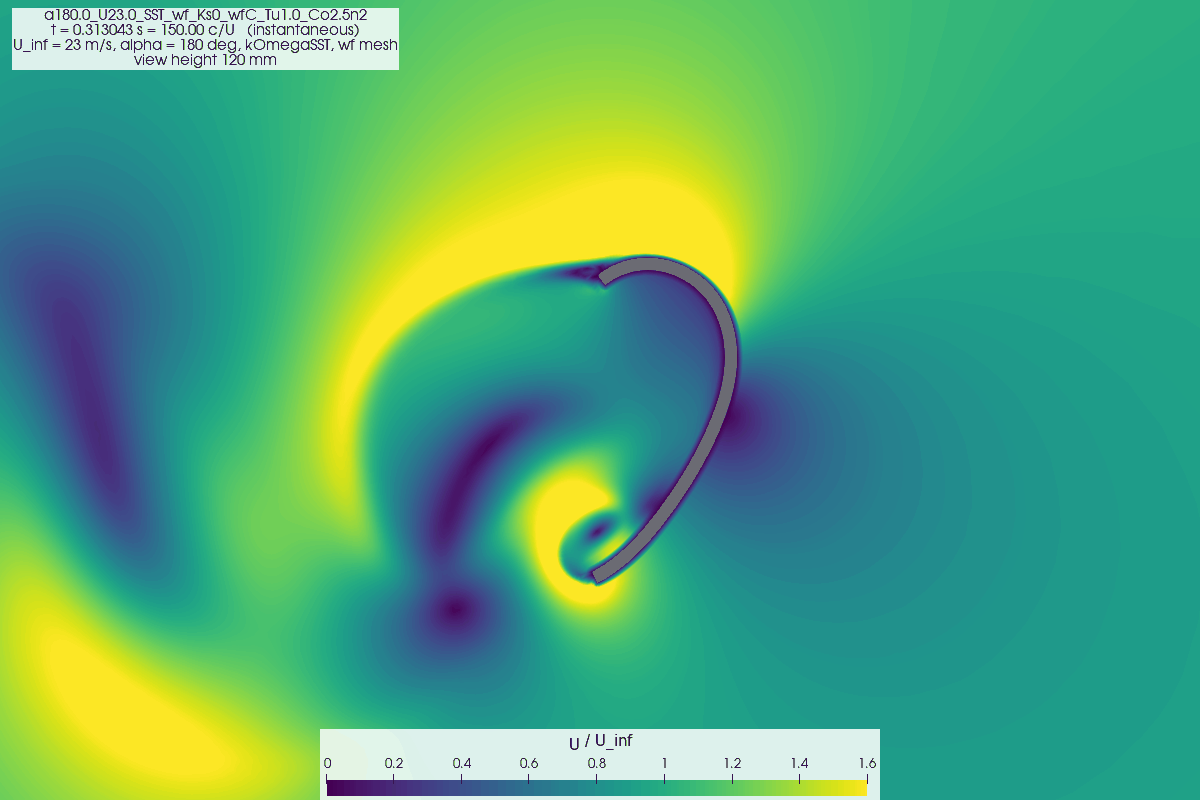 a180.0_U23.0_SST_wf_Ks0_wfC_Tu1.0_Co2.5n2
t = 0.313043 s = 150.00 c/U (instantaneous)
U_inf = 23 m/s, alpha = 180 deg, kOmegaSST, wf mesh
view height 120 mm
U / U_inf
0 0.2 0.4 0.6 0.8 1 1.2 1.4 1.6